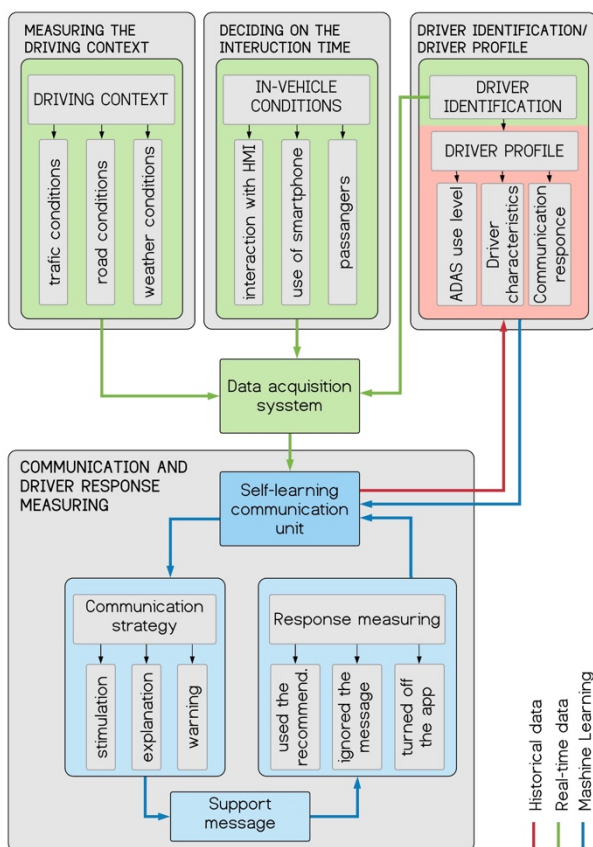 MEASURING THE
DRIVING CONTEXT
DRIVING CONTEXT
trafic conditions
road conditions
weather conditions
DECIDING ON THE
INTERUCTION TIME
IN-VEHICLE
CONDITIONS
interaction with HMI
use of smartphone
passangers
DRIVER IDENTIFICATION/
DRIVER PROFILE
DRIVER
IDENTIFICATION
DRIVER PROFILE
ADAS use level
Driver
characteristics
Communication
responce
Data acquisition
sysstem
COMMUNICATION AND
DRIVER RESPONSE
MEASURING
Self-learning
communication
unit
Communication
strategy
stimulation
explanation
warning
Response measuring
used the
recommend.
ignored the
message
turned off
the app
Support
message
Historical data
Real-time data
Mashine Learning